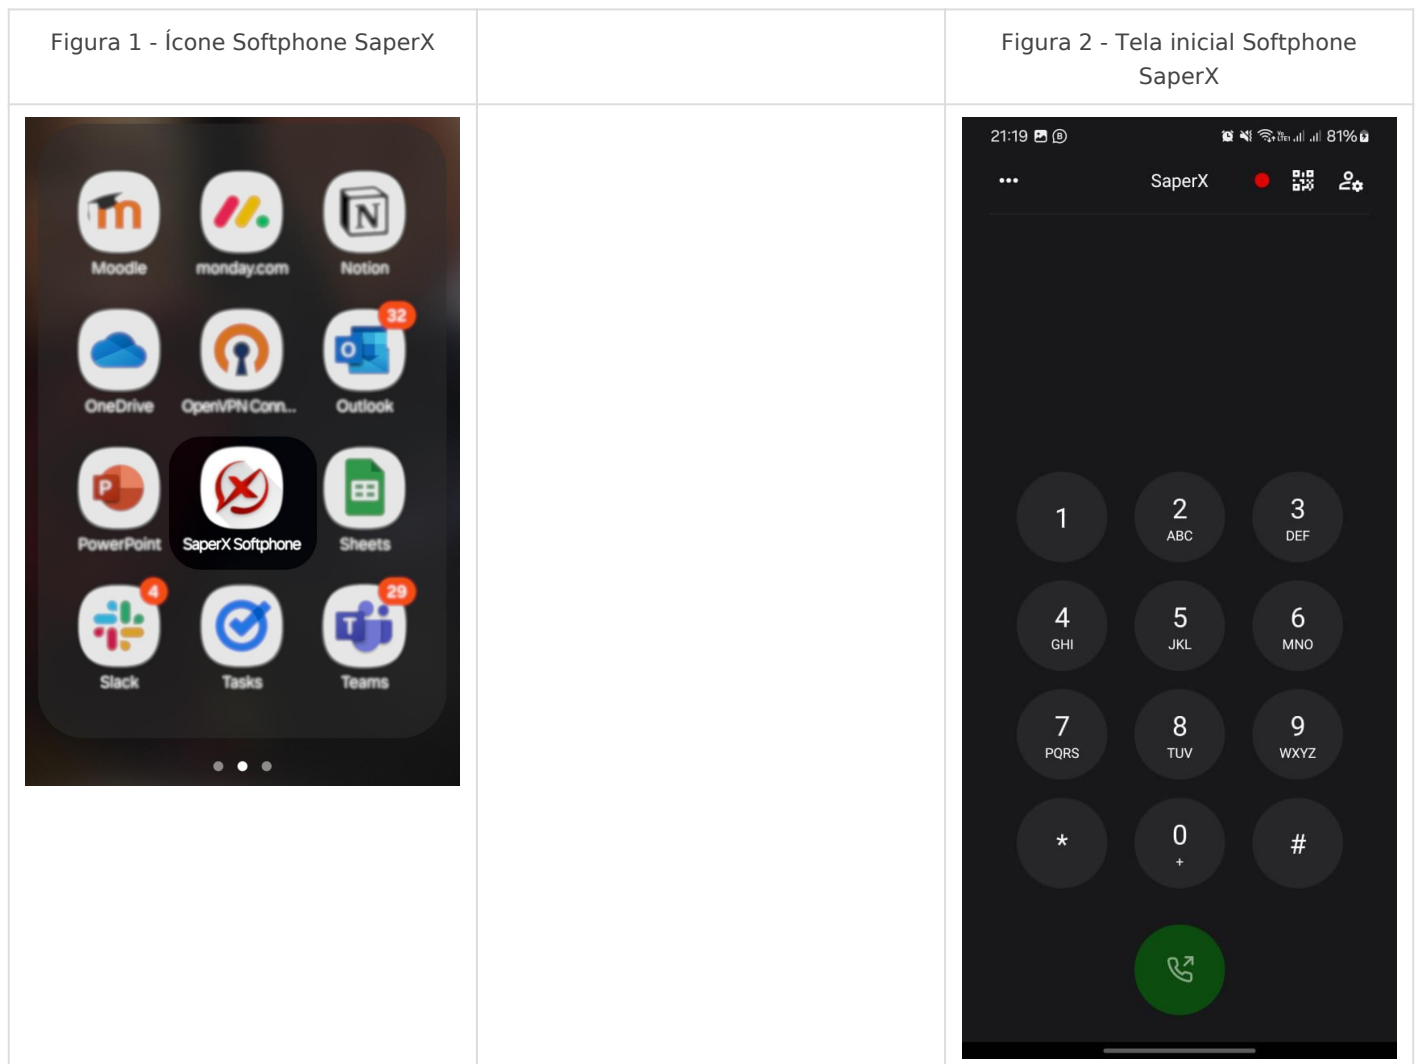 Figura 1 - Ícone Softphone SaperX
Figura 2 - Tela inicial Softphone
SaperX
Moodle
monday.com
Notion
32
OneDrive
OpenVPN Conn...
Outlook
PowerPoint
SaperX Softphone
Sheets
4
29
Slack
Tasks
Teams
21:19
81%
SaperX
1
2
ABC
3
DEF
4
GHI
5
JKL
6
MNO
7
PQRS
8
TUV
9
WXYZ
*
0
+
#